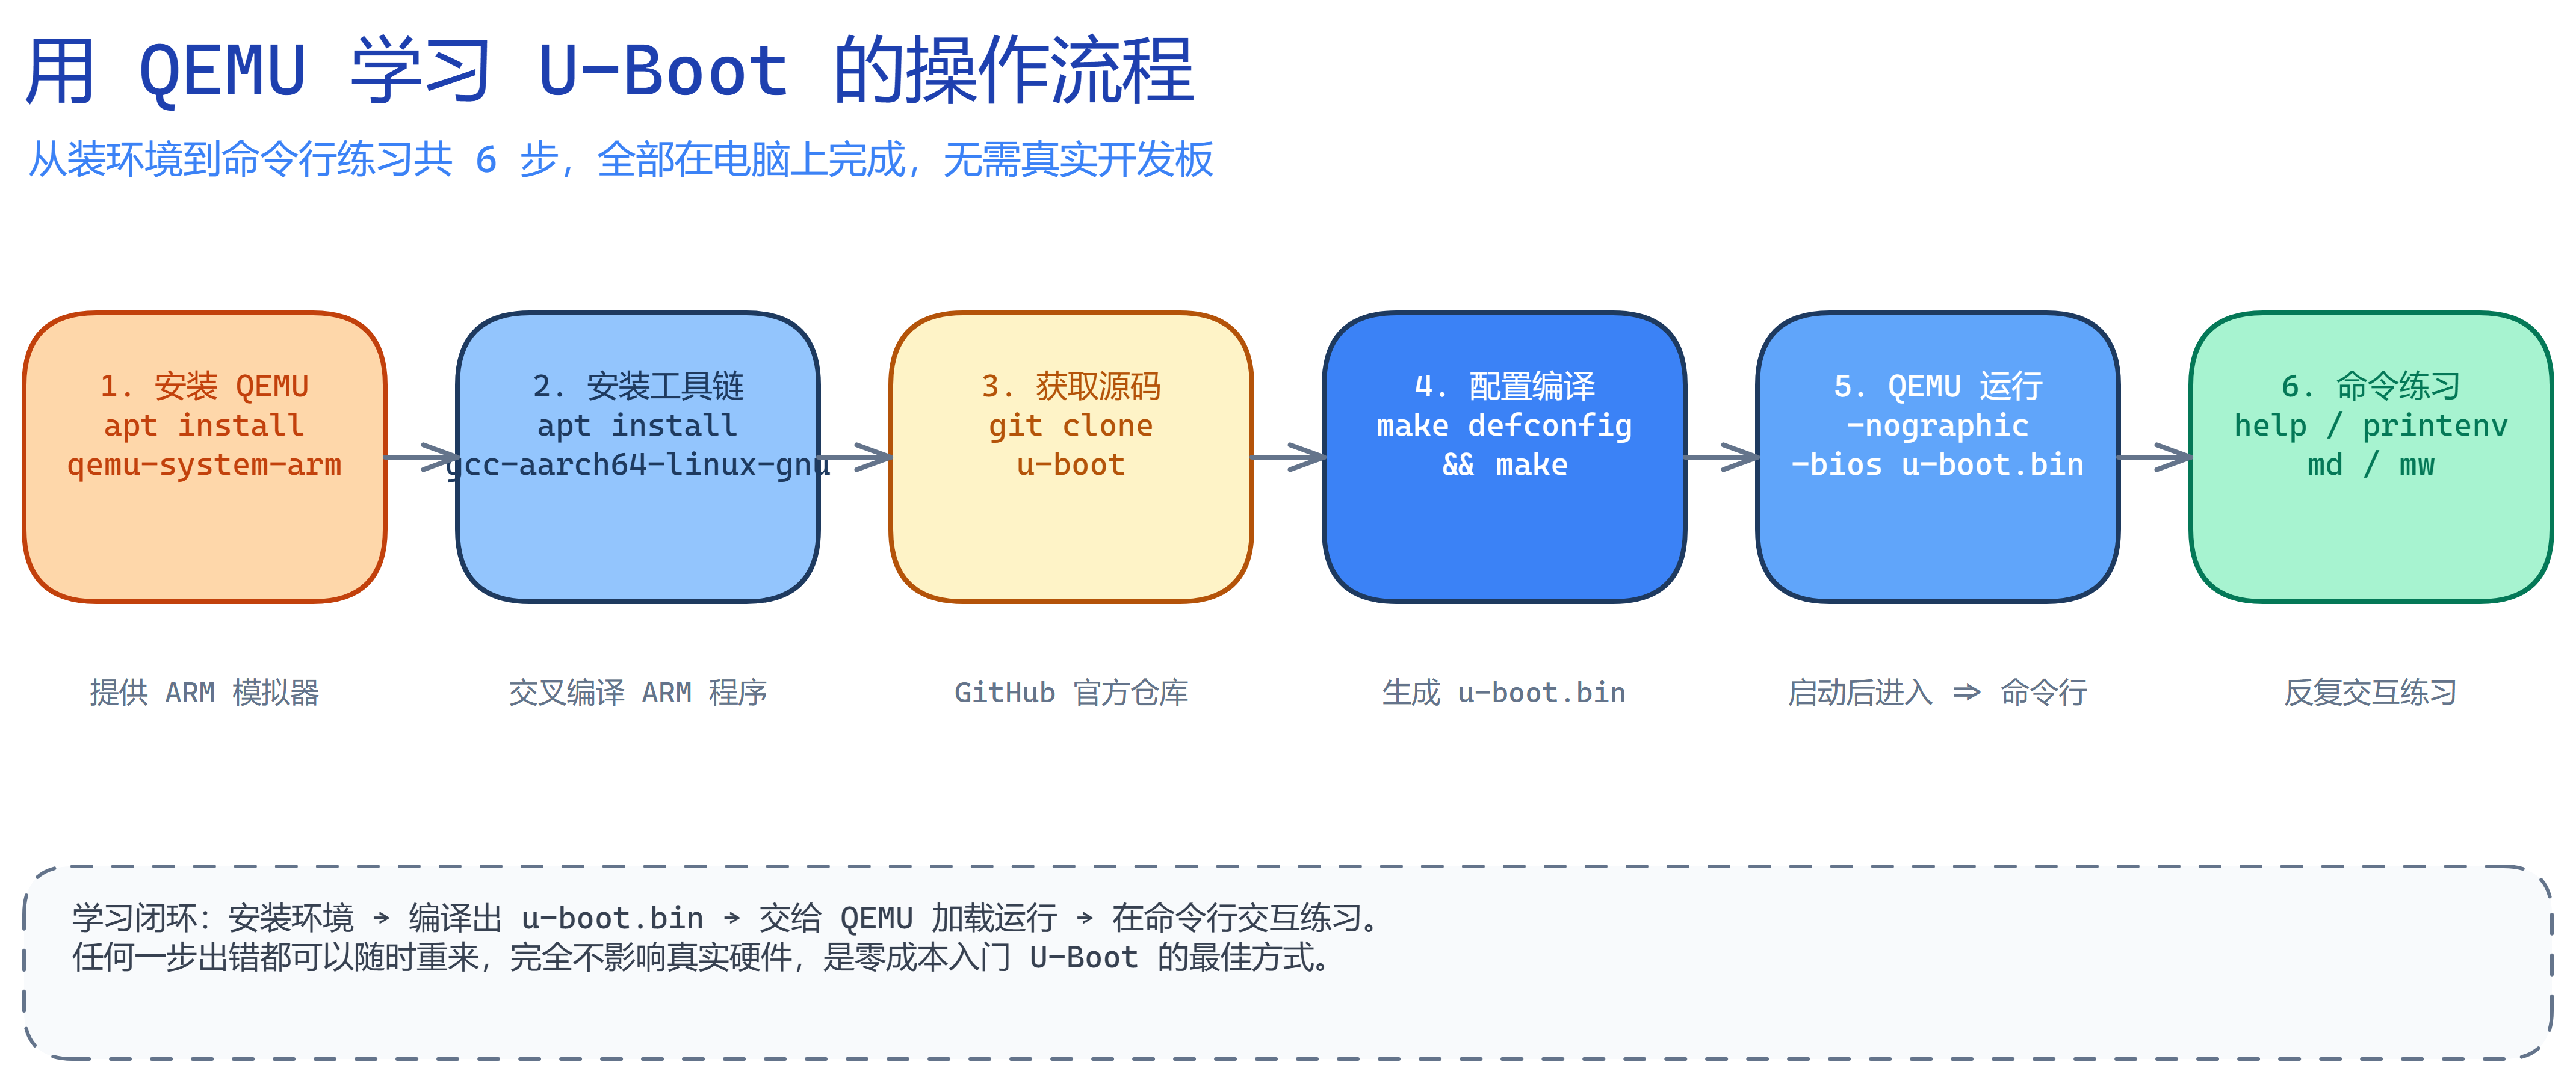 用 QEMU 学习 U-Boot 的操作流程
从装环境到命令行练习共 6 步，全部在电脑上完成，无需真实开发板
1. 安装 QEMU
apt install
qemu-system-arm
2. 安装工具链
apt install
gcc-aarch64-linux-gnu
3. 获取源码
git clone
u-boot
4. 配置编译
make defconfig
&& make
5. QEMU 运行
-nographic
-bios u-boot.bin
6. 命令练习
help / printenv
md / mw
提供 ARM 模拟器
交叉编译 ARM 程序
GitHub 官方仓库
生成 u-boot.bin
启动后进入 => 命令行
反复交互练习
学习闭环：安装环境 → 编译出 u-boot.bin → 交给 QEMU 加载运行 → 在命令行交互练习。
任何一步出错都可以随时重来，完全不影响真实硬件，是零成本入门 U-Boot 的最佳方式。